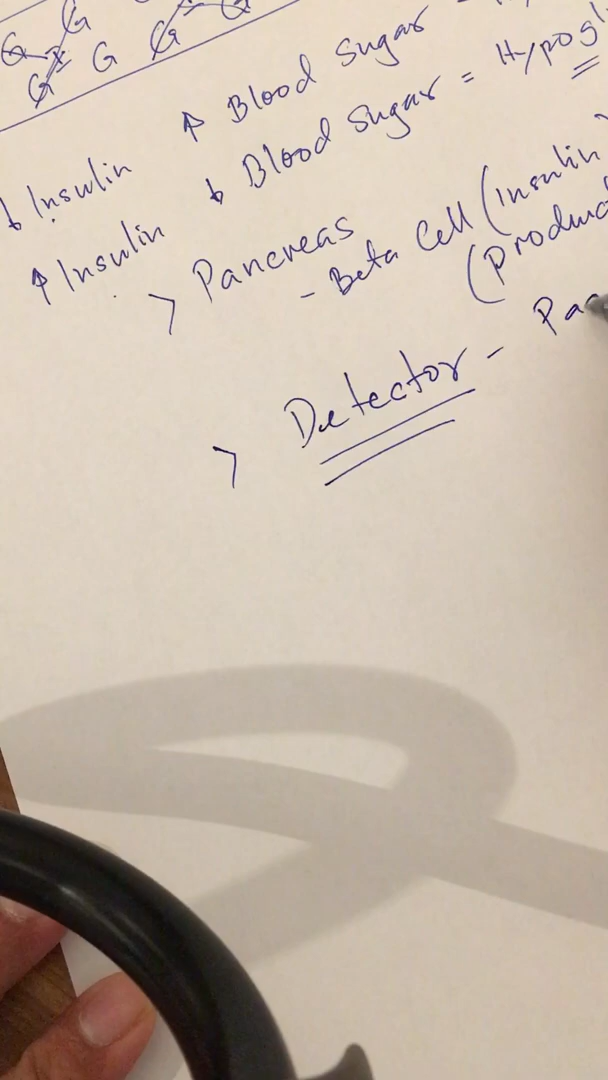 G G G G
G G
↓ Insulin ↑ Blood sugar =
↑ Insulin ↓ Blood sugar = Hypogl
> Pancreas
- Beta Cell (insulin)
(Produc
> Detector - Pa